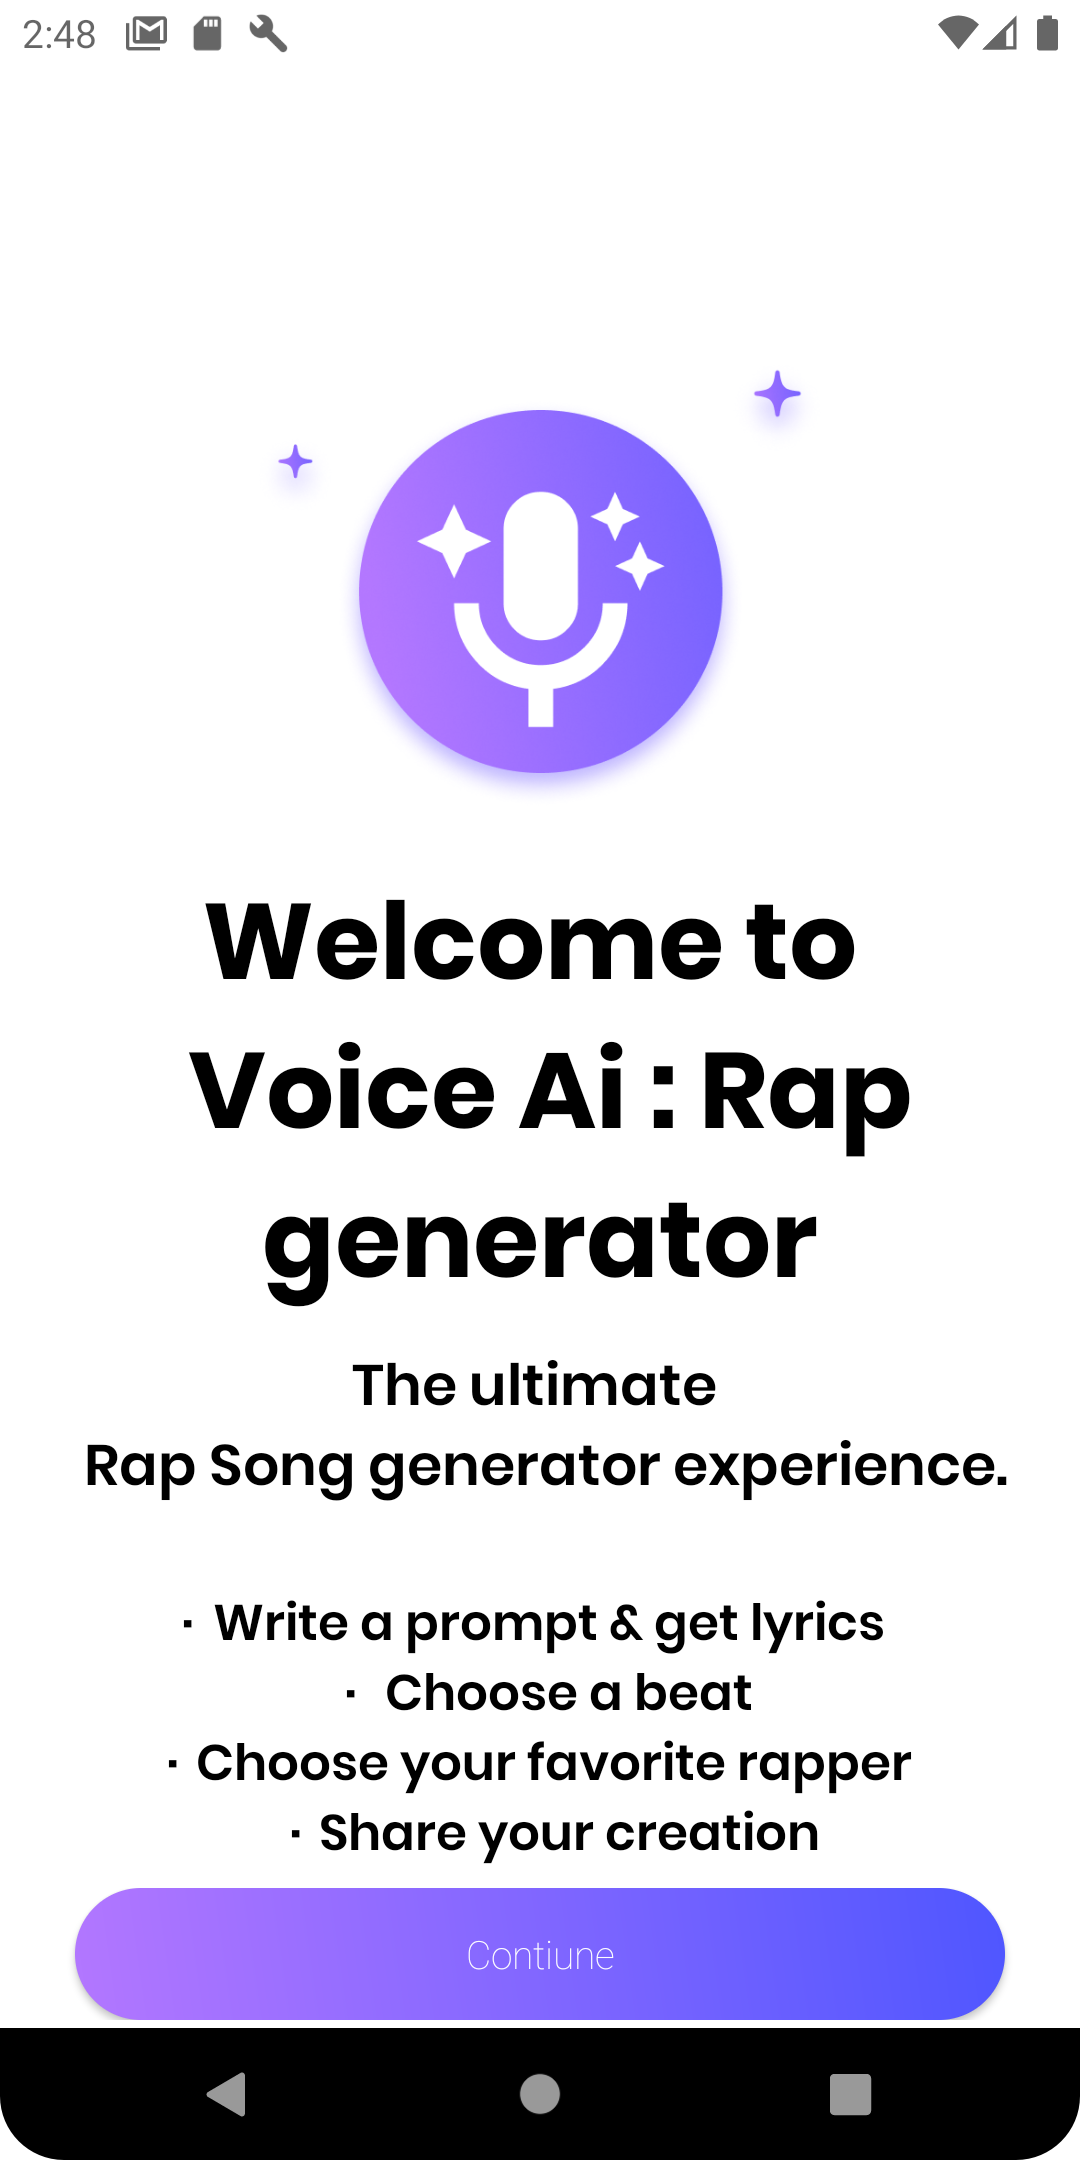 2:48
Welcome to
Voice Ai : Rap
generator
The ultimate
Rap Song generator experience.
· Write a prompt & get lyrics
· Choose a beat
· Choose your favorite rapper
· Share your creation
Contiune